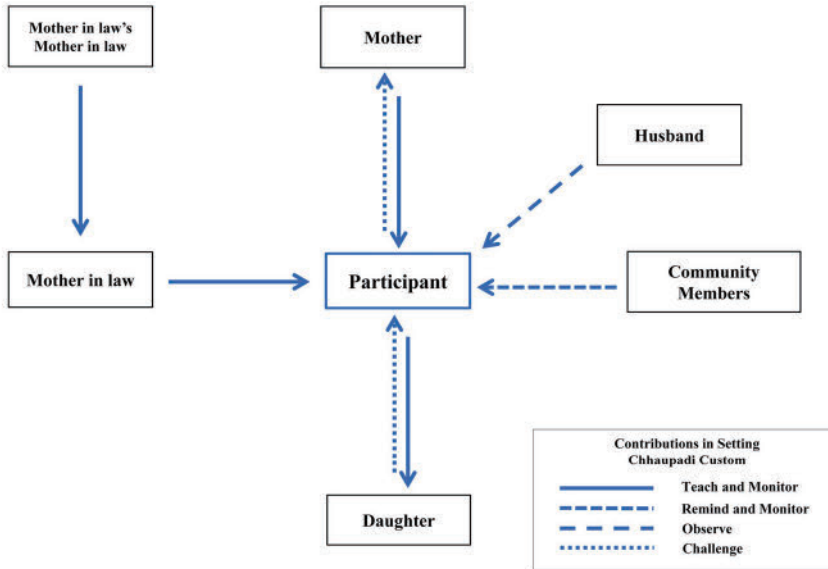 Mother in law's
Mother in law
Mother
Husband
Mother in law
Participant
Community
Members
Daughter
Contributions in Setting
Chhaupadi Custom
Teach and Monitor
Remind and Monitor
Observe
Challenge